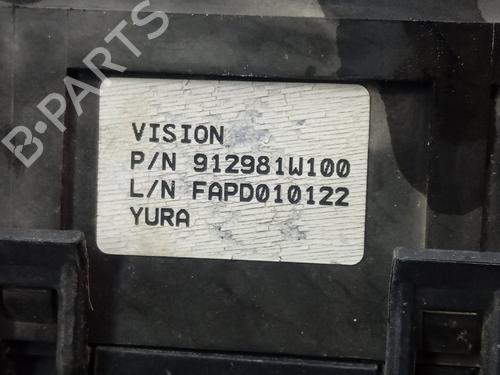 B-PARTS
VISION
P/N 912981W100
L/N FAPD010122
YURA